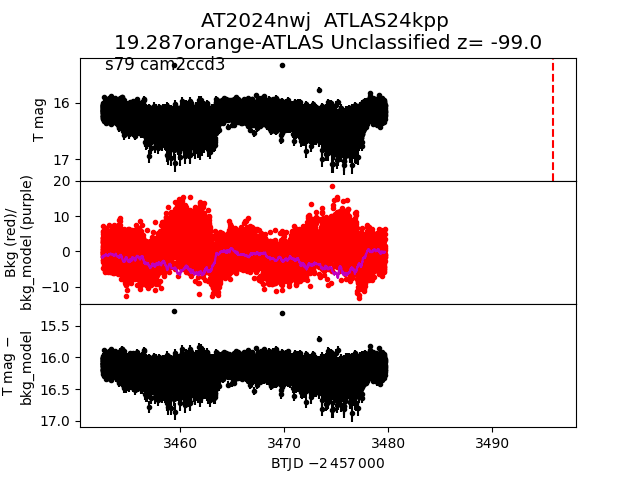 AT2024nwj  ATLAS24kpp
19.287orange-ATLAS Unclassified z= -99.0
s79 cam2ccd3
T mag
16
17
Bkg (red)/
bkg_model (purple)
20
10
0
−10
T mag −
bkg_model
15.5
16.0
16.5
17.0
3460
3470
3480
3490
BTJD −2 457 000